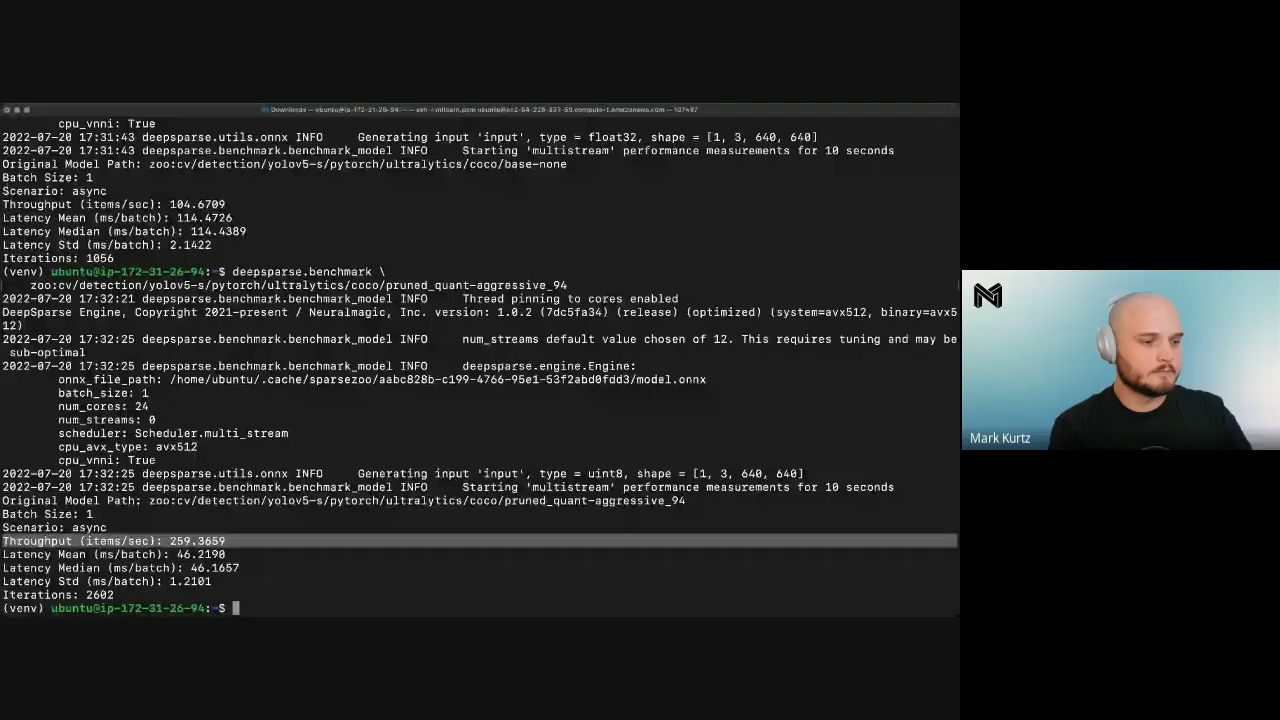 cpu_vnni: True
2022-07-20 17:31:43 deepsparse.utils.onnx INFO     Generating input 'input', type = float32, shape = [1, 3, 640, 640]
2022-07-20 17:31:43 deepsparse.benchmark.benchmark_model INFO     Starting 'multistream' performance measurements for 10 seconds
Original Model Path: zoo:cv/detection/yolov5-s/pytorch/ultralytics/coco/base-none
Batch Size: 1
Scenario: async
Throughput (items/sec): 104.6709
Latency Mean (ms/batch): 114.4726
Latency Median (ms/batch): 114.4389
Latency Std (ms/batch): 2.1422
Iterations: 1056
(venv) ubuntu@ip-172-31-26-94:~$ deepsparse.benchmark \
zoo:cv/detection/yolov5-s/pytorch/ultralytics/coco/pruned_quant-aggressive_94
2022-07-20 17:32:21 deepsparse.benchmark.benchmark_model INFO     Thread pinning to cores enabled
DeepSparse Engine, Copyright 2021-present / Neuralmagic, Inc. version: 1.0.2 (7dc5fa34) (release) (optimized) (system=avx512, binary=avx5
12)
2022-07-20 17:32:25 deepsparse.benchmark.benchmark_model INFO     num_streams default value chosen of 12. This requires tuning and may be
sub-optimal
2022-07-20 17:32:25 deepsparse.benchmark.benchmark_model INFO     deepsparse.engine.Engine:
onnx_file_path: /home/ubuntu/.cache/sparsezoo/aabc828b-c199-4766-95e1-53f2abd0fdd3/model.onnx
batch_size: 1
num_cores: 24
num_streams: 0
scheduler: Scheduler.multi_stream
cpu_avx_type: avx512
cpu_vnni: True
2022-07-20 17:32:25 deepsparse.utils.onnx INFO     Generating input 'input', type = uint8, shape = [1, 3, 640, 640]
2022-07-20 17:32:25 deepsparse.benchmark.benchmark_model INFO     Starting 'multistream' performance measurements for 10 seconds
Original Model Path: zoo:cv/detection/yolov5-s/pytorch/ultralytics/coco/pruned_quant-aggressive_94
Batch Size: 1
Scenario: async
Throughput (items/sec): 259.3659
Latency Mean (ms/batch): 46.2190
Latency Median (ms/batch): 46.1657
Latency Std (ms/batch): 1.2101
Iterations: 2602
(venv) ubuntu@ip-172-31-26-94:~$
Mark Kurtz